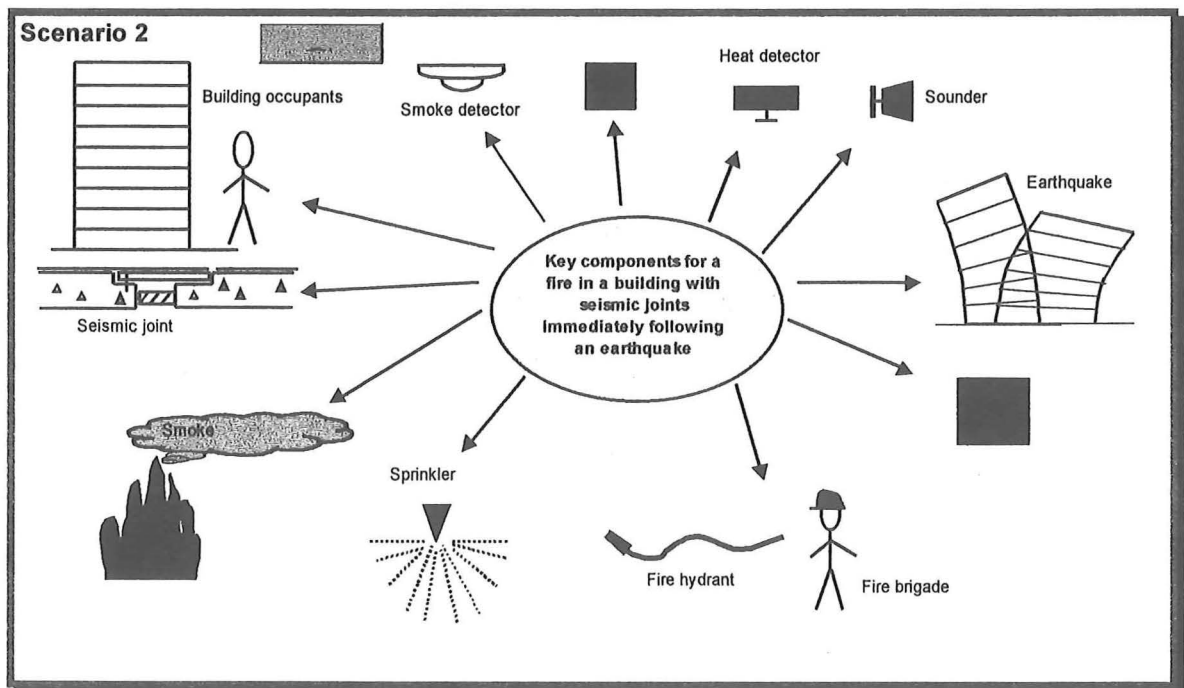 Scenario 2
Building occupants
Smoke detector
Heat detector
Sounder
Earthquake
Key components for a
fire in a building with
seismic joints
immediately following
an earthquake
Seismic joint
Smoke
Sprinkler
Fire hydrant
Fire brigade